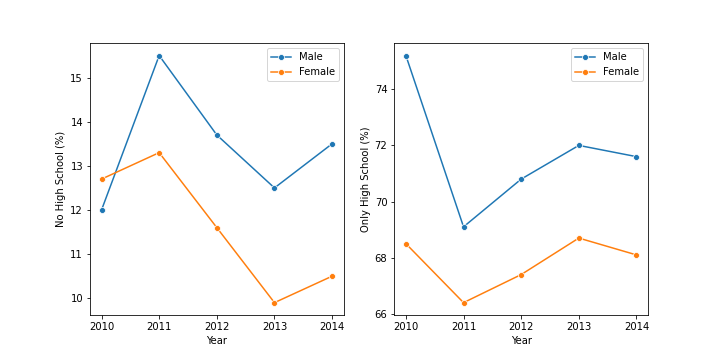 Male
Female
15
14
13
12
11
10
No High School (%)
2010 2011 2012 2013 2014
Year
Male
Female
74
72
70
68
66
Only High School (%)
2010 2011 2012 2013 2014
Year